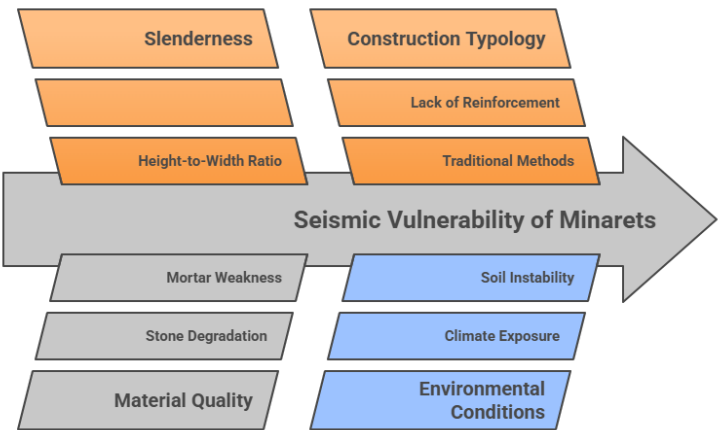 Slenderness
Construction Typology
Lack of Reinforcement
Height-to-Width Ratio
Traditional Methods
Seismic Vulnerability of Minarets
Mortar Weakness
Soil Instability
Stone Degradation
Climate Exposure
Material Quality
Environmental
Conditions